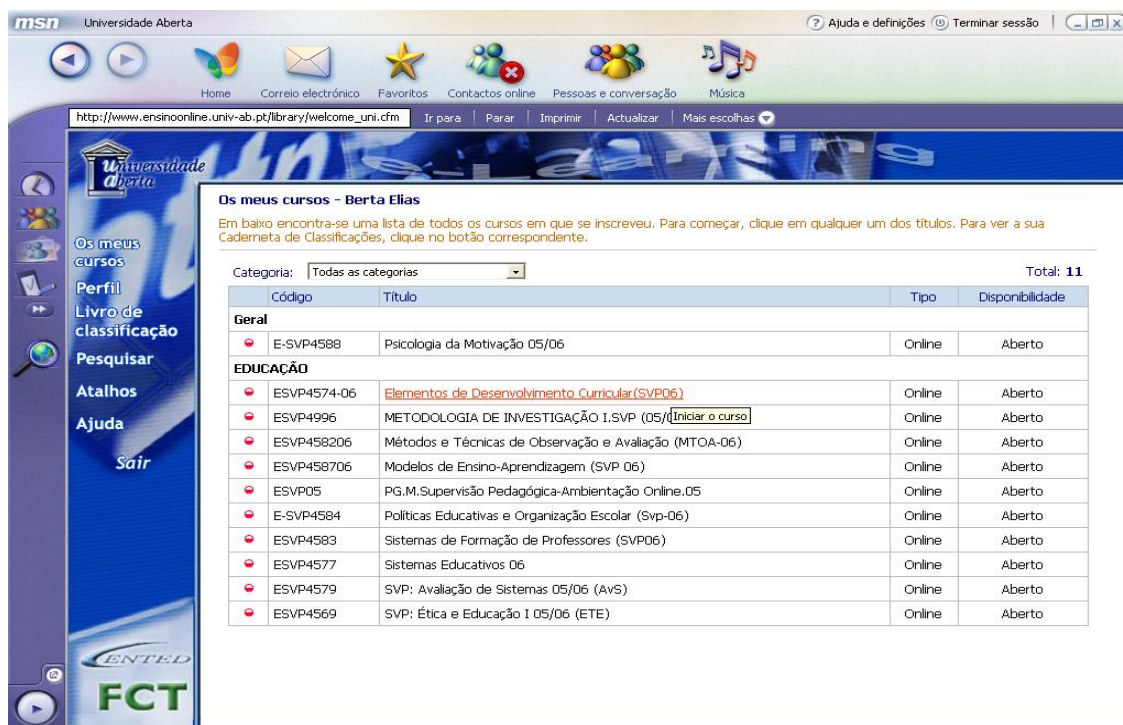 msn Universidade Aberta ? Ajuda e definições Terminar sessão
Home Correio electrónico Favoritos Contactos online Pessoas e conversação Música
http://www.ensinoonline.univ-ab.pt/library/welcome_uni.cfm Ir para Parar Imprimir Actualizar Mais escolhas
Universidade
Aberta
e-Learning
Os meus cursos
Perfil
Livro de
classificação
Pesquisar
Atalhos
Ajuda
Sair
CENTED
FCT
Os meus cursos - Berta Elias
Em baixo encontra-se uma lista de todos os cursos em que se inscreveu. Para começar, clique em qualquer um dos títulos. Para ver a sua
Caderneta de Classificações, clique no botão correspondente.
Categoria: Todas as categorias Total: 11
Código Título Tipo Disponibilidade
Geral
E-SVP4588 Psicologia da Motivação 05/06 Online Aberto
EDUCAÇÃO
ESVP4574-06 Elementos de Desenvolvimento Curricular(SVP06) Online Aberto
ESVP4996 METODOLOGIA DE INVESTIGAÇÃO I.SVP (05/ Iniciar o curso Online Aberto
ESVP458206 Métodos e Técnicas de Observação e Avaliação (MTOA-06) Online Aberto
ESVP458706 Modelos de Ensino-Aprendizagem (SVP 06) Online Aberto
ESVP05 PG.M.Supervisão Pedagógica-Ambientação Online.05 Online Aberto
E-SVP4584 Políticas Educativas e Organização Escolar (Svp-06) Online Aberto
ESVP4583 Sistemas de Formação de Professores (SVP06) Online Aberto
ESVP4577 Sistemas Educativos 06 Online Aberto
ESVP4579 SVP: Avaliação de Sistemas 05/06 (AvS) Online Aberto
ESVP4569 SVP: Ética e Educação I 05/06 (ETE) Online Aberto